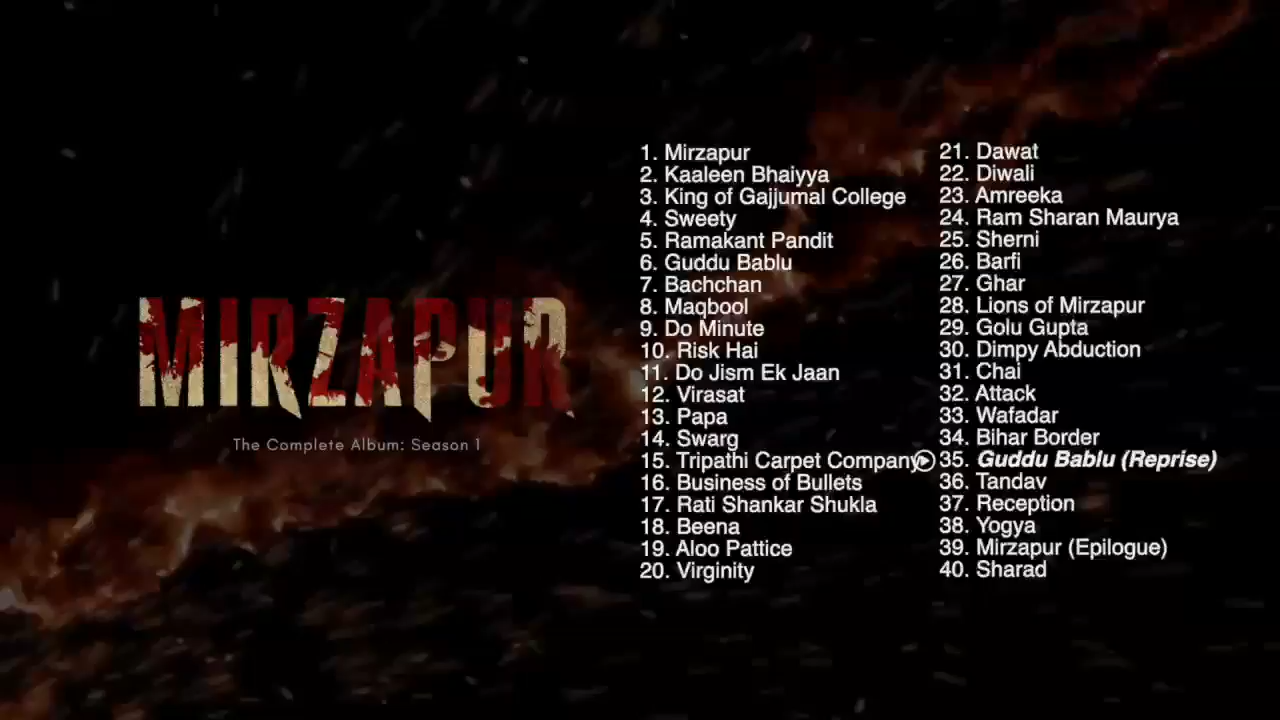 MIRZAPUR
The Complete Album: Season 1
1. Mirzapur
2. Kaaleen Bhaiyya
3. King of Gajjumal College
4. Sweety
5. Ramakant Pandit
6. Guddu Bablu
7. Bachchan
8. Maqbool
9. Do Minute
10. Risk Hai
11. Do Jism Ek Jaan
12. Virasat
13. Papa
14. Swarg
15. Tripathi Carpet Company
16. Business of Bullets
17. Rati Shankar Shukla
18. Beena
19. Aloo Pattice
20. Virginity
21. Dawat
22. Diwali
23. Amreeka
24. Ram Sharan Maurya
25. Sherni
26. Barfi
27. Ghar
28. Lions of Mirzapur
29. Golu Gupta
30. Dimpy Abduction
31. Chai
32. Attack
33. Wafadar
34. Bihar Border
35. Guddu Bablu (Reprise)
36. Tandav
37. Reception
38. Yogya
39. Mirzapur (Epilogue)
40. Sharad